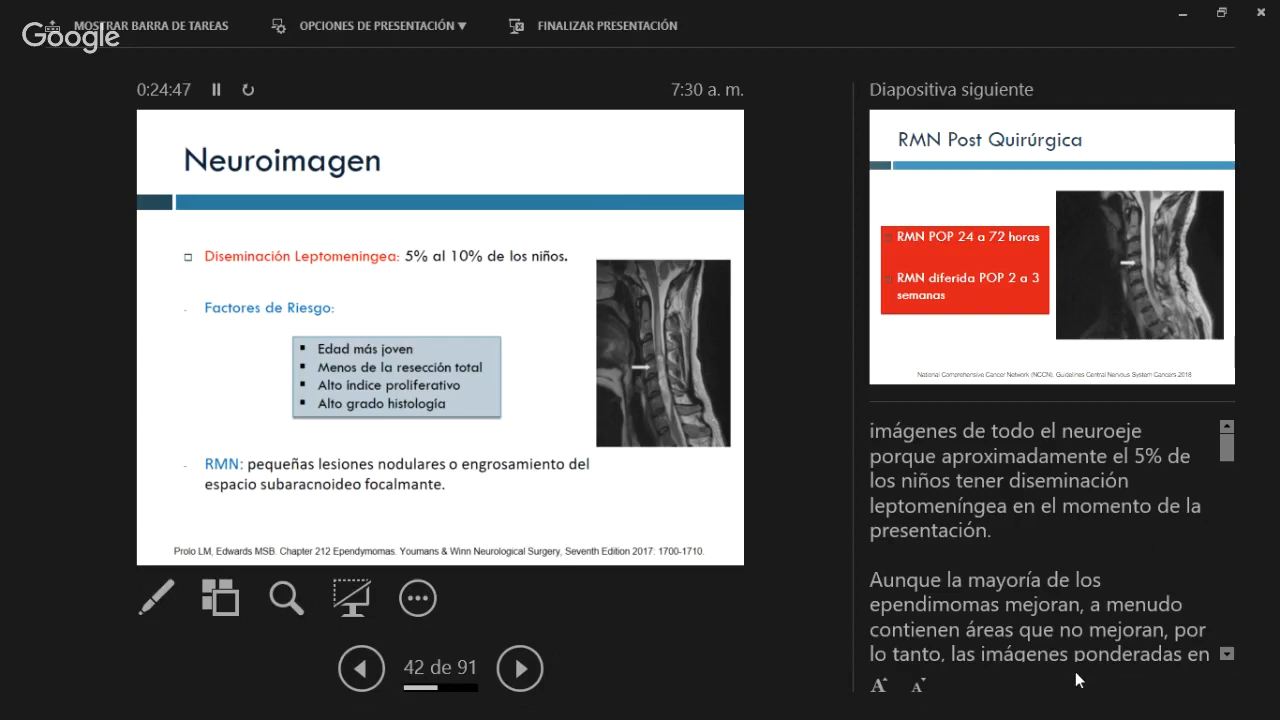 MOSTRAR BARRA DE TAREAS
OPCIONES DE PRESENTACIÓN ▼
FINALIZAR PRESENTACIÓN
Google
0:24:47
7:30 a. m.
Neuroimagen
Diseminación Leptomeningea: 5% al 10% de los niños.
Factores de Riesgo:
Edad más joven
Menos de la resección total
Alto índice proliferativo
Alto grado histología
RMN: pequeñas lesiones nodulares o engrosamiento del
espacio subaracnoideo focalmante.
Prolo LM, Edwards MSB. Chapter 212 Ependymomas. Youmans & Winn Neurological Surgery, Seventh Edition 2017: 1700-1710.
42 de 91
Diapositiva siguiente
RMN Post Quirúrgica
RMN POP 24 a 72 horas
RMN diferida POP 2 a 3
semanas
National Comprehensive Cancer Network (NCCN). Guidelines Central Nervous System Cancers 2018
imágenes de todo el neuroeje
porque aproximadamente el 5% de
los niños tener diseminación
leptomeníngea en el momento de la
presentación.
Aunque la mayoría de los
ependimomas mejoran, a menudo
contienen áreas que no mejoran, por
lo tanto, las imágenes ponderadas en
A A